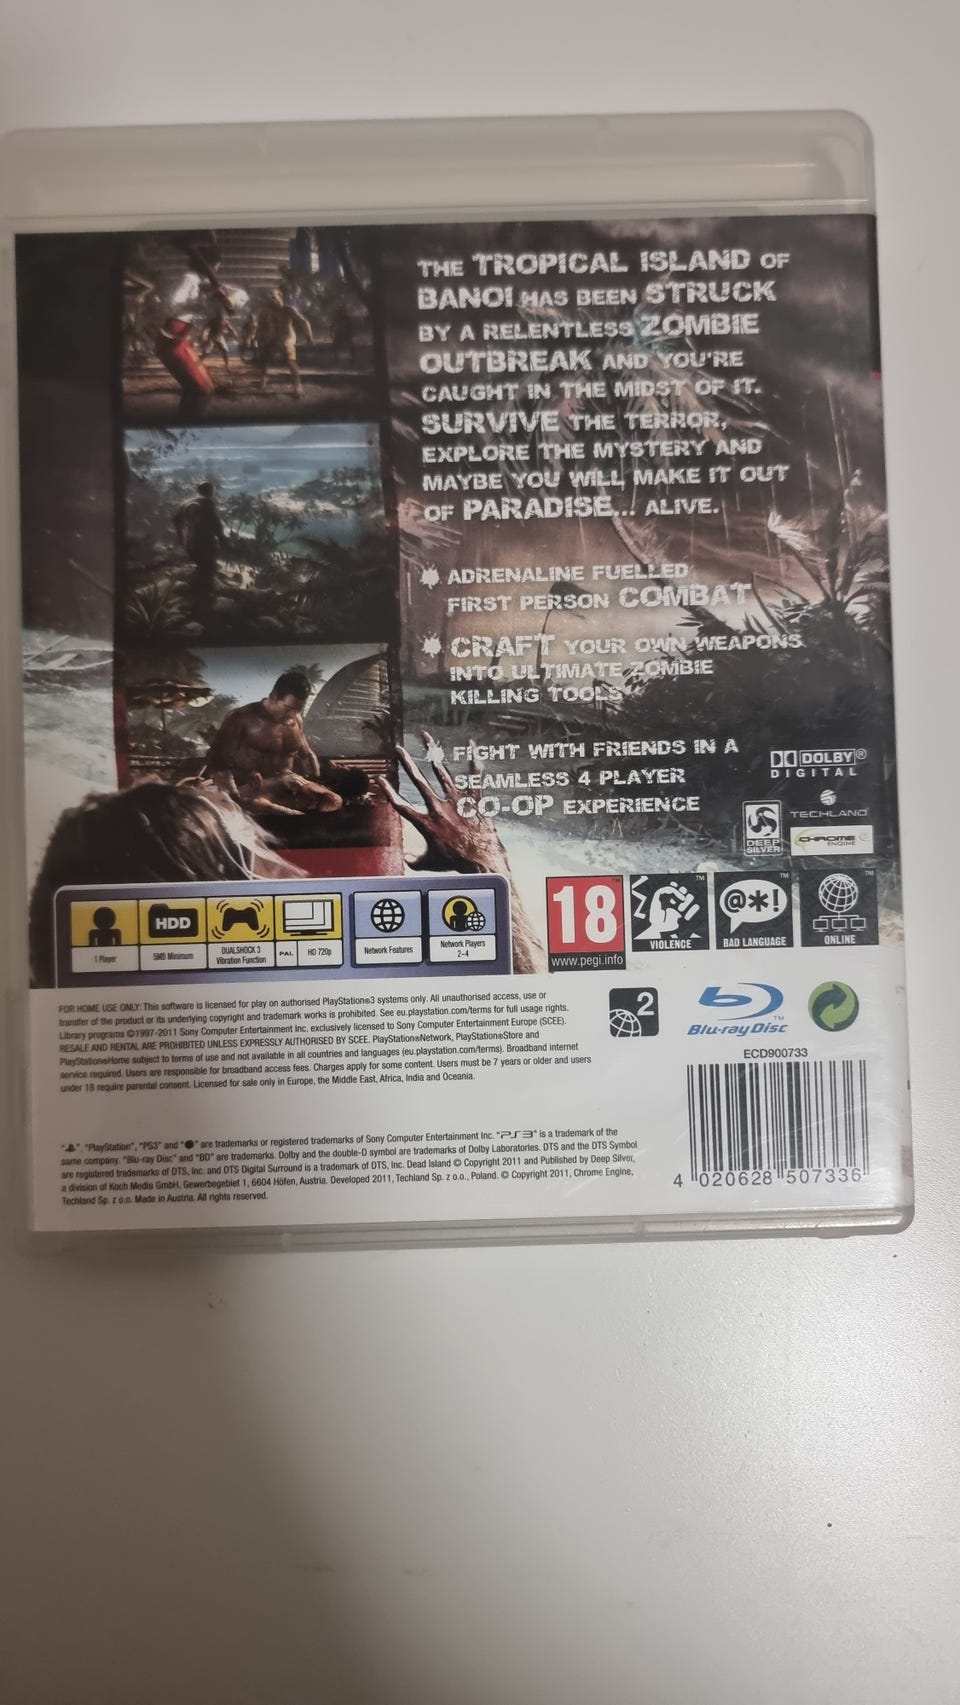 THE TROPICAL ISLAND OF
BANOI HAS BEEN STRUCK
BY A RELENTLESS ZOMBIE
OUTBREAK AND YOU'RE
CAUGHT IN THE MIDST OF IT.
SURVIVE THE TERROR,
EXPLORE THE MYSTERY AND
MAYBE YOU WILL MAKE IT OUT
OF PARADISE... ALIVE.
ADRENALINE FUELLED
FIRST PERSON COMBAT
CRAFT YOUR OWN WEAPONS
INTO ULTIMATE ZOMBIE
KILLING TOOLS
FIGHT WITH FRIENDS IN A
SEAMLESS 4 PLAYER
CO-OP EXPERIENCE
DOLBY®
DIGITAL
DEEP
SILVER
TECHLAND
CHROME
ENGINE
1 Player
HDD
5MB Minimum
DUALSHOCK 3
Vibration Function
PAL
HD 720p
Network Features
Network Players
2-4
18
www.pegi.info
VIOLENCE
@*!
BAD LANGUAGE
ONLINE
FOR HOME USE ONLY: This software is licensed for play on authorised PlayStation®3 systems only. All unauthorised access, use or
transfer of the product or its underlying copyright and trademark works is prohibited. See eu.playstation.com/terms for full usage rights.
Library programs ©1997-2011 Sony Computer Entertainment Inc. exclusively licensed to Sony Computer Entertainment Europe (SCEE).
RESALE AND RENTAL ARE PROHIBITED UNLESS EXPRESSLY AUTHORISED BY SCEE. PlayStation®Network, PlayStation®Store and
PlayStation®Home subject to terms of use and not available in all countries and languages (eu.playstation.com/terms). Broadband internet
service required. Users are responsible for broadband access fees. Charges apply for some content. Users must be 7 years or older and users
under 18 require parental consent. Licensed for sale only in Europe, the Middle East, Africa, India and Oceania.
2
Blu-ray Disc™
ECD900733
4 020628 507336
"", "PlayStation", "PS3" and "" are trademarks or registered trademarks of Sony Computer Entertainment Inc. "PS3" is a trademark of the
same company. "Blu-ray Disc" and "BD" are trademarks. Dolby and the double-D symbol are trademarks of Dolby Laboratories. DTS and the DTS Symbol
are registered trademarks of DTS, Inc. and DTS Digital Surround is a trademark of DTS, Inc. Dead Island © Copyright 2011 and Published by Deep Silver,
a division of Koch Media GmbH, Gewerbegebiet 1, 6604 Höfen, Austria. Developed 2011, Techland Sp. z o.o., Poland. © Copyright 2011, Chrome Engine,
Techland Sp. z o.o. Made in Austria. All rights reserved.